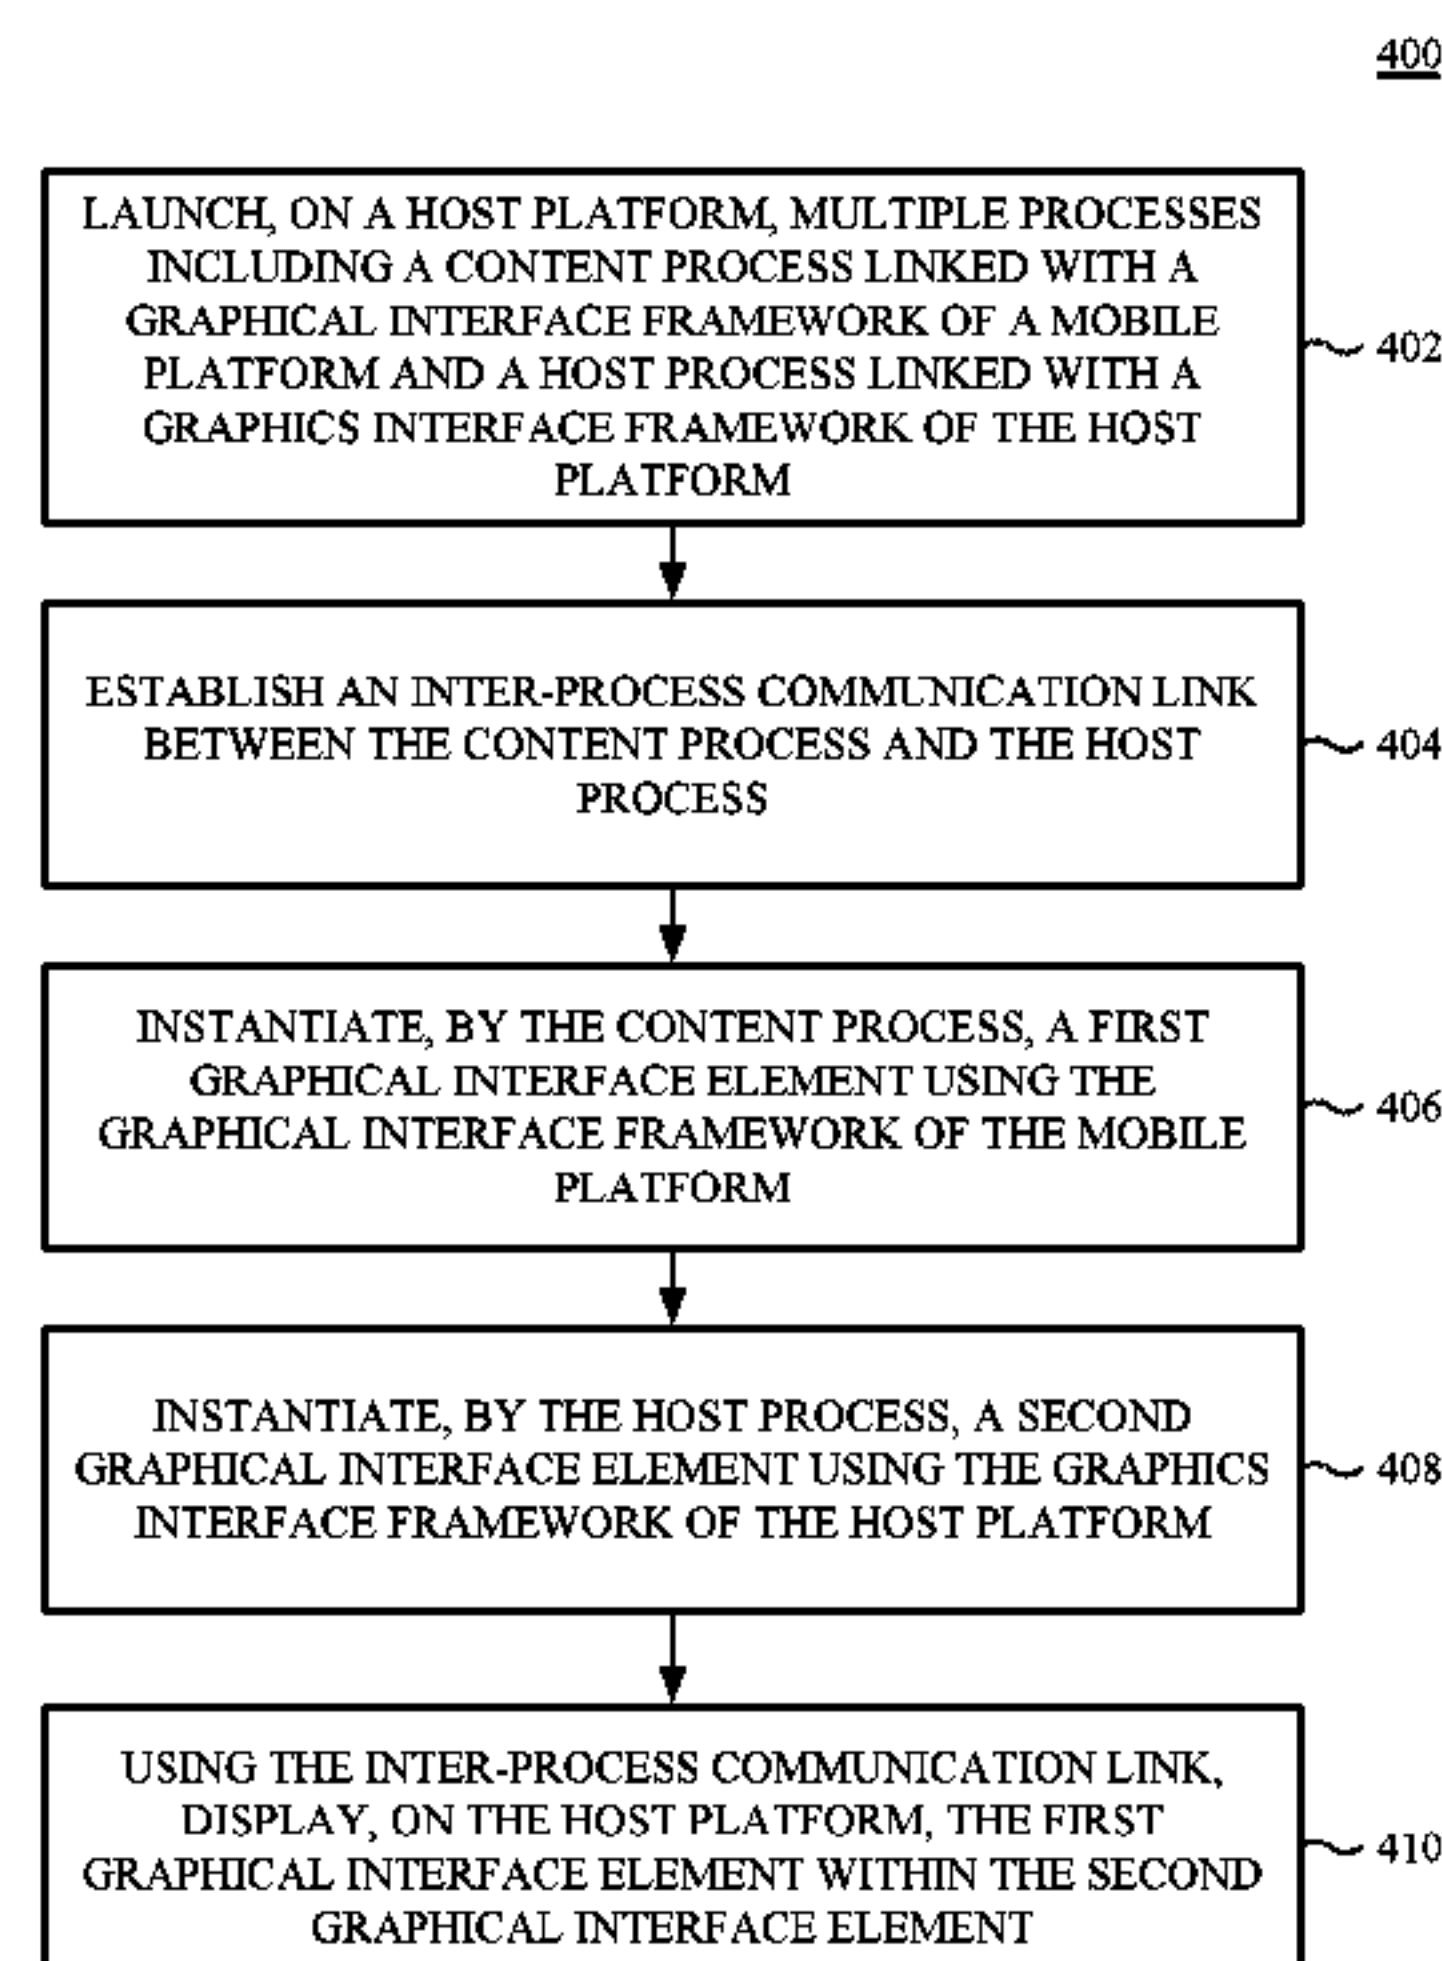 400
LAUNCH, ON A HOST PLATFORM, MULTIPLE PROCESSES
INCLUDING A CONTENT PROCESS LINKED WITH A
GRAPHICAL INTERFACE FRAMEWORK OF A MOBILE
PLATFORM AND A HOST PROCESS LINKED WITH A
GRAPHICS INTERFACE FRAMEWORK OF THE HOST
PLATFORM
402
ESTABLISH AN INTER-PROCESS COMMUNICATION LINK
BETWEEN THE CONTENT PROCESS AND THE HOST
PROCESS
404
INSTANTIATE, BY THE CONTENT PROCESS, A FIRST
GRAPHICAL INTERFACE ELEMENT USING THE
GRAPHICAL INTERFACE FRAMEWORK OF THE MOBILE
PLATFORM
406
INSTANTIATE, BY THE HOST PROCESS, A SECOND
GRAPHICAL INTERFACE ELEMENT USING THE GRAPHICS
INTERFACE FRAMEWORK OF THE HOST PLATFORM
408
USING THE INTER-PROCESS COMMUNICATION LINK,
DISPLAY, ON THE HOST PLATFORM, THE FIRST
GRAPHICAL INTERFACE ELEMENT WITHIN THE SECOND
GRAPHICAL INTERFACE ELEMENT
410